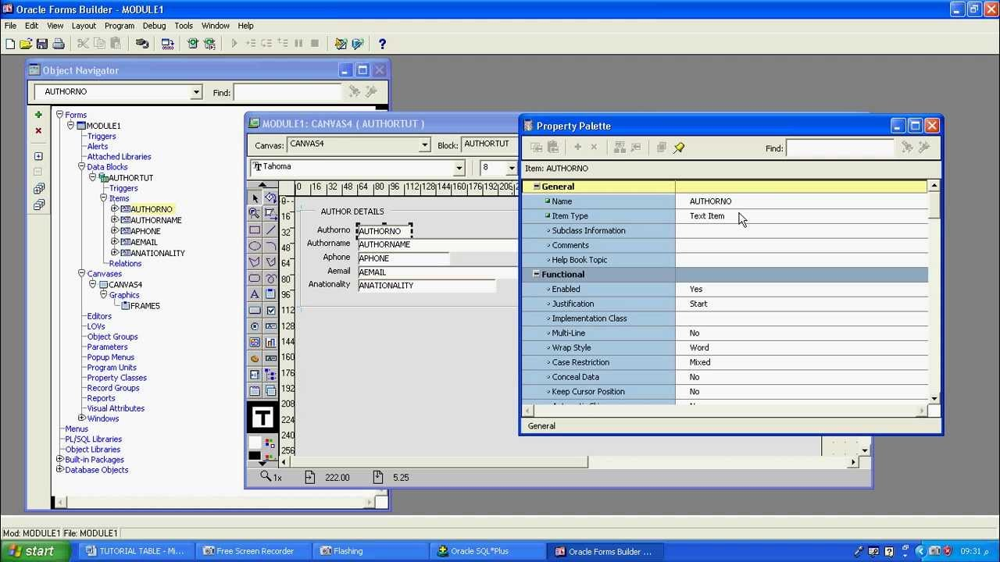 Oracle Forms Builder - MODULE1
File Edit View Layout Program Debug Tools Window Help
Object Navigator
AUTHORNO
Find:
Forms
MODULE1
Triggers
Alerts
Attached Libraries
Data Blocks
AUTHORTUT
Triggers
Items
AUTHORNO
AUTHORNAME
APHONE
AEMAIL
ANATIONALITY
Relations
Canvases
CANVAS4
Graphics
FRAME5
Editors
LOVs
Object Groups
Parameters
Popup Menus
Program Units
Property Classes
Record Groups
Reports
Visual Attributes
Windows
Menus
PL/SQL Libraries
Object Libraries
Built-in Packages
Database Objects
MODULE1: CANVAS4 ( AUTHORTUT )
Canvas: CANVAS4 Block: AUTHORTUT
Tahoma 8
0 16 32 48 64 80 96 112 128 144 160 176 192 20
0
16
32
48
64
80
96
112
128
144
160
176
192
208
224
240
256
AUTHOR DETAILS
Authorno AUTHORNO
Authorname AUTHORNAME
Aphone APHONE
Aemail AEMAIL
Anationality ANATIONALITY
T
1x 222.00 5.25
Property Palette
Find:
Item: AUTHORNO
General
Name AUTHORNO
Item Type Text Item
Subclass Information
Comments
Help Book Topic
Functional
Enabled Yes
Justification Start
Implementation Class
Multi-Line No
Wrap Style Word
Case Restriction Mixed
Conceal Data No
Keep Cursor Position No
General
Mod: MODULE1 File: MODULE1
start TUTORIAL TABLE - Mi... Free Screen Recorder Flashing Oracle SQL*Plus Oracle Forms Builder ... 09:31 م